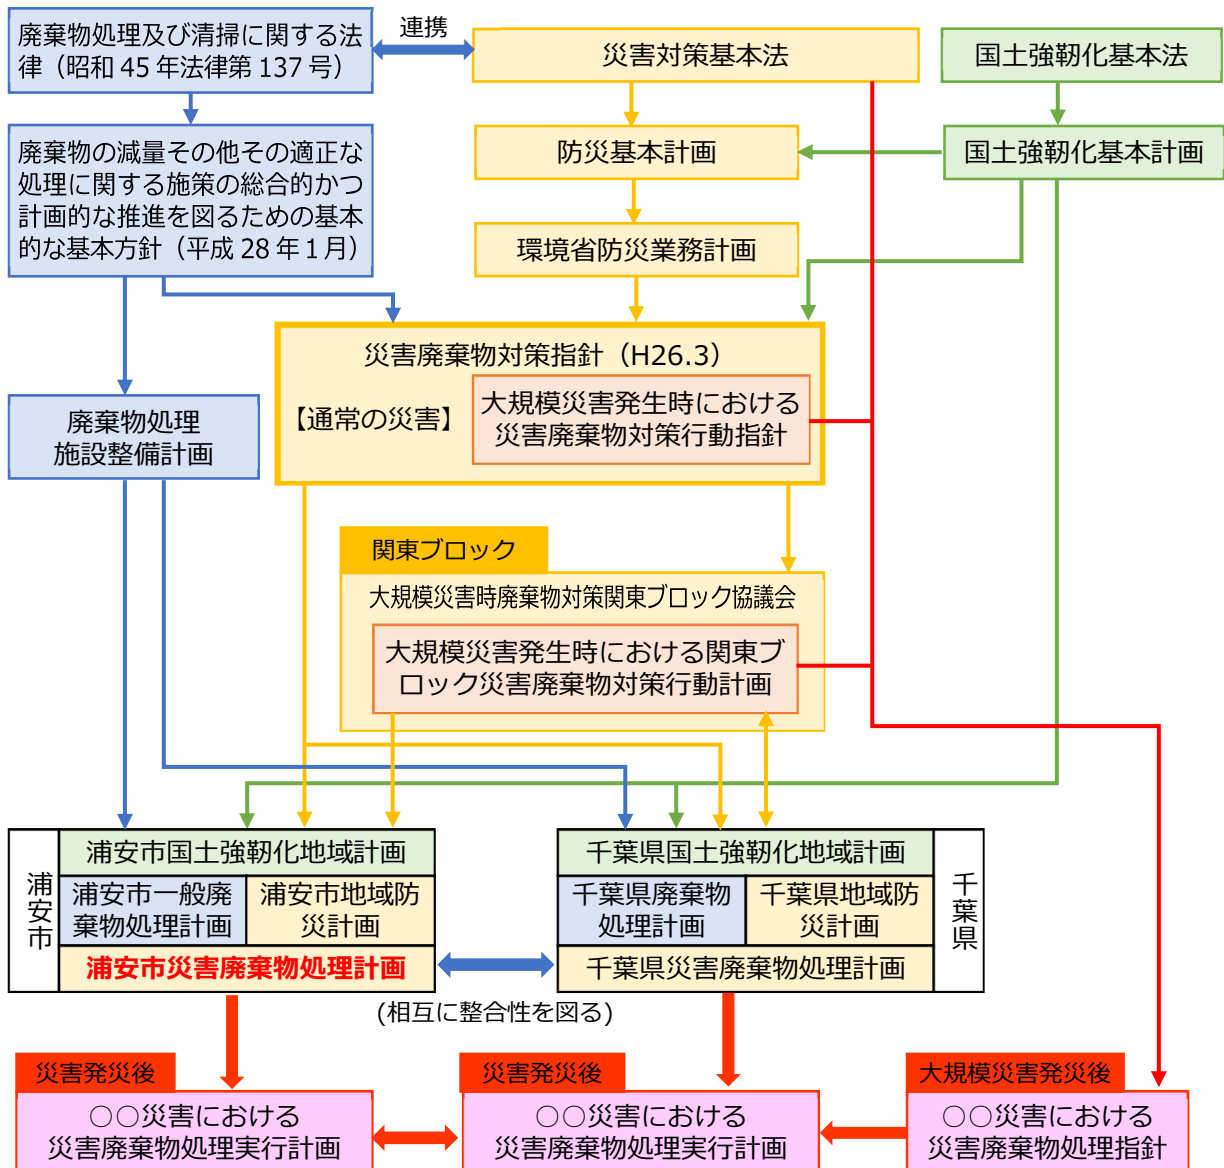 廃棄物処理及び清掃に関する法
律（昭和 45 年法律第 137 号）
連携
災害対策基本法
国土強靭化基本法
廃棄物の減量その他その適正な
処理に関する施策の総合的かつ
計画的な推進を図るための基本
的な基本方針（平成 28 年 1 月）
防災基本計画
国土強靭化基本計画
環境省防災業務計画
災害廃棄物対策指針（H26.3）
【通常の災害】
大規模災害発生時における
災害廃棄物対策行動指針
廃棄物処理
施設整備計画
関東ブロック
大規模災害時廃棄物対策関東ブロック協議会
大規模災害発生時における関東ブ
ロック災害廃棄物対策行動計画
浦安市
浦安市国土強靭化地域計画
浦安市一般廃
棄物処理計画
浦安市地域防
災計画
浦安市災害廃棄物処理計画
千葉県国土強靭化地域計画
千葉県廃棄物
処理計画
千葉県地域防
災計画
千葉県災害廃棄物処理計画
千葉県
(相互に整合性を図る)
災害発災後
○○災害における
災害廃棄物処理実行計画
災害発災後
○○災害における
災害廃棄物処理実行計画
大規模災害発災後
○○災害における
災害廃棄物処理指針